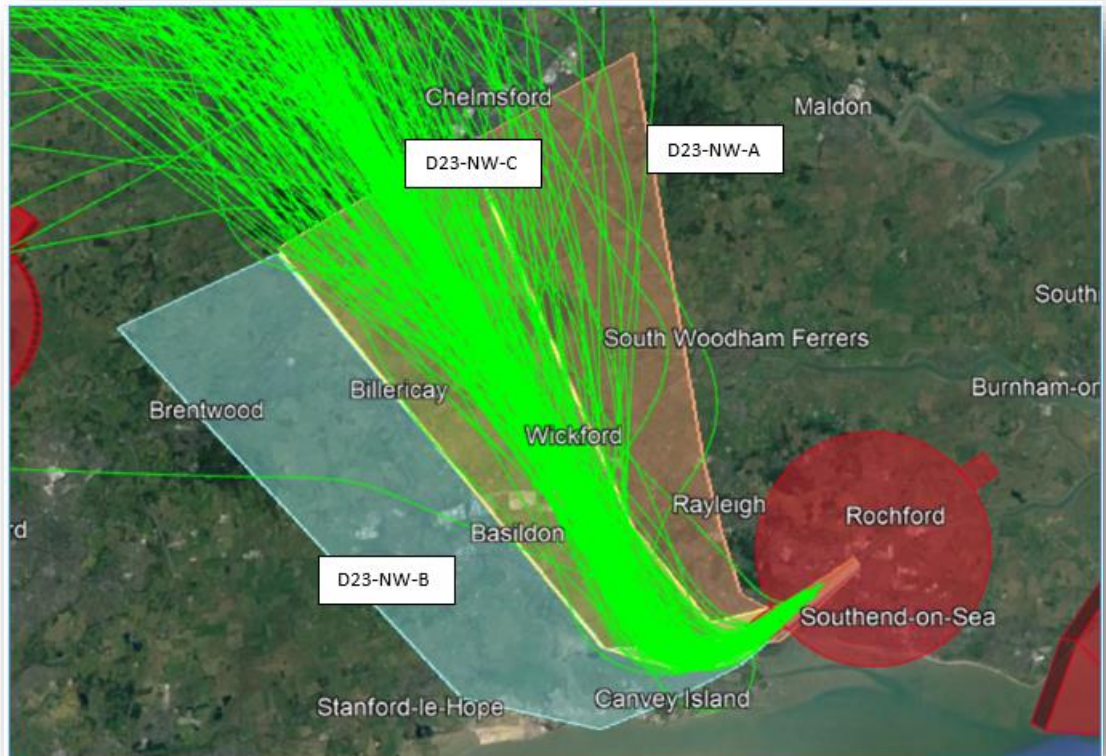 Chelmsford
Maldon
D23-NW-C
D23-NW-A
South
South Woodham Ferrers
Billericay
Burnham-or
Brentwood
Wickford
Rayleigh
Rochford
rd
Basildon
D23-NW-B
Southend-on-Sea
Canvey Island
Stanford-le-Hope